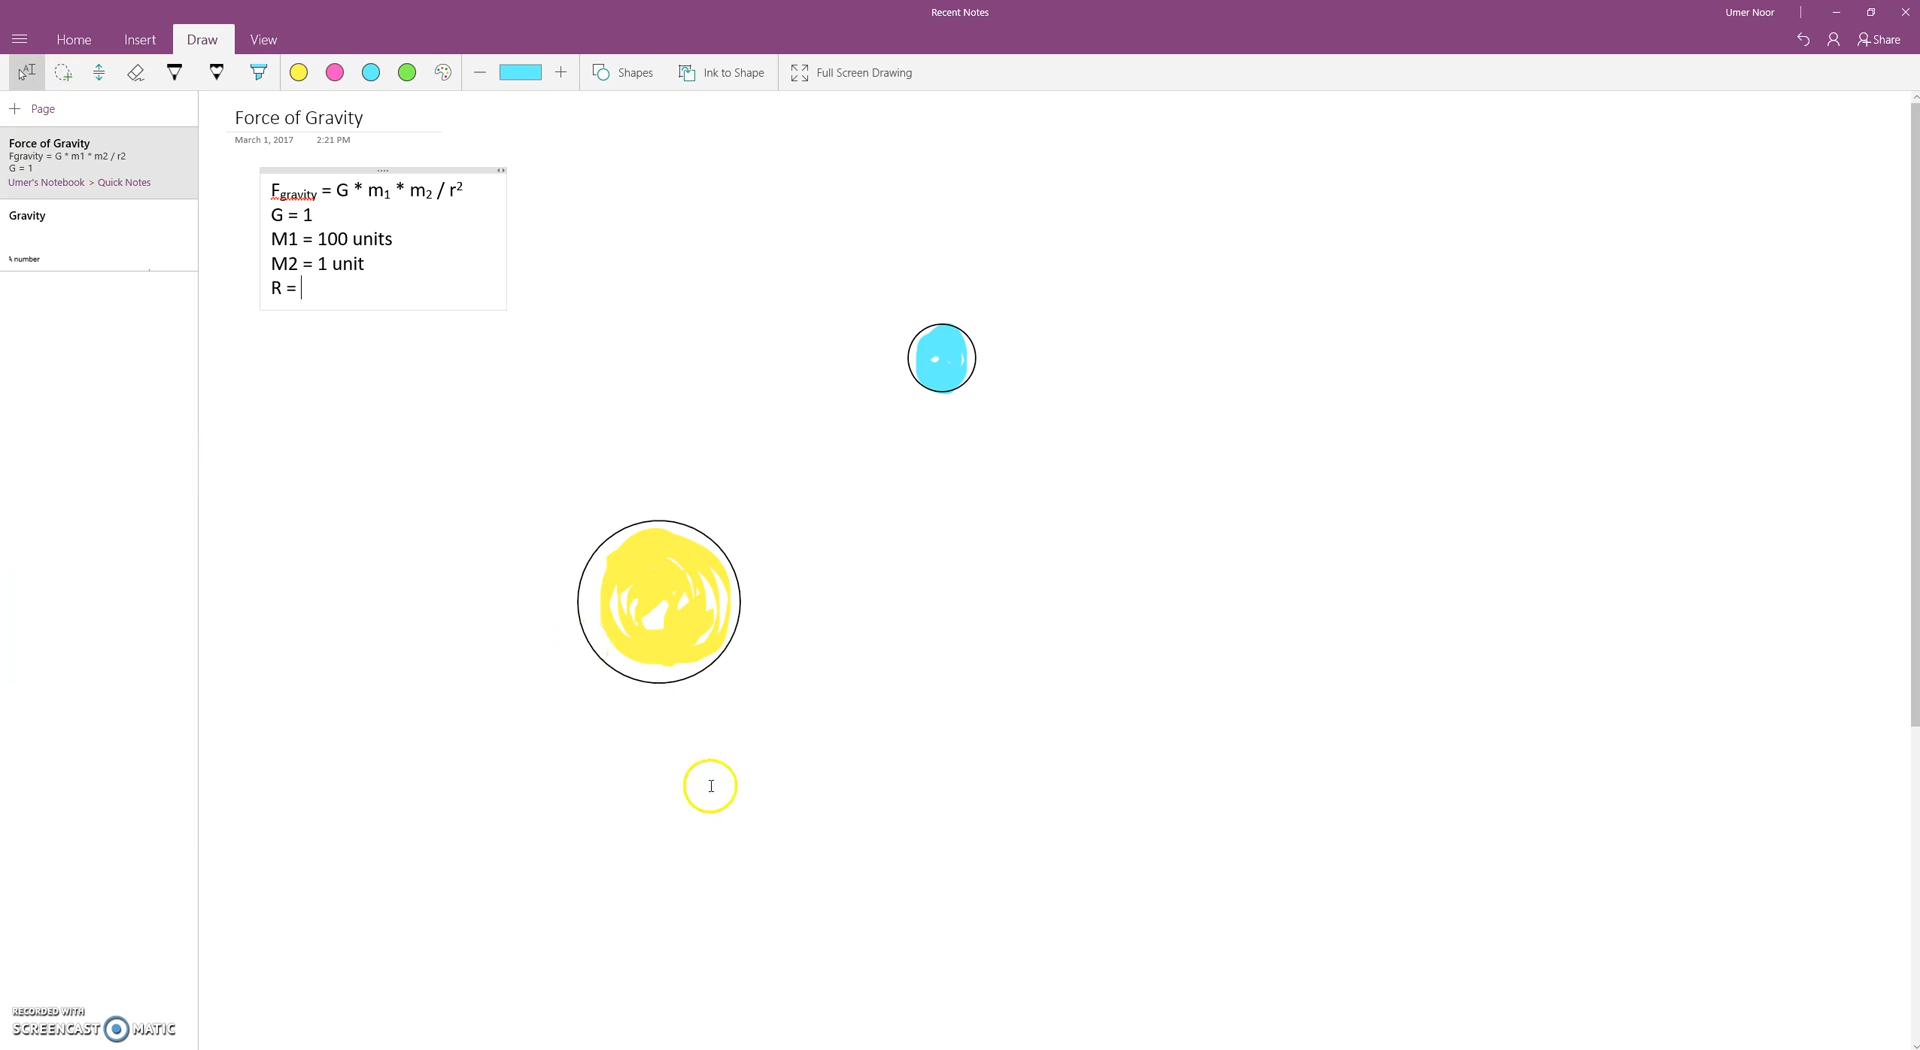 Recent Notes
Umer Noor
Home Insert Draw View
Share
Shapes Ink to Shape Full Screen Drawing
+ Page
Force of Gravity
Fgravity = G * m1 * m2 / r2
G = 1
Umer's Notebook > Quick Notes
Gravity
A number
Force of Gravity
March 1, 2017 2:21 PM
Fgravity = G * m₁ * m₂ / r²
G = 1
M1 = 100 units
M2 = 1 unit
R =
RECORDED WITH
SCREENCAST MATIC